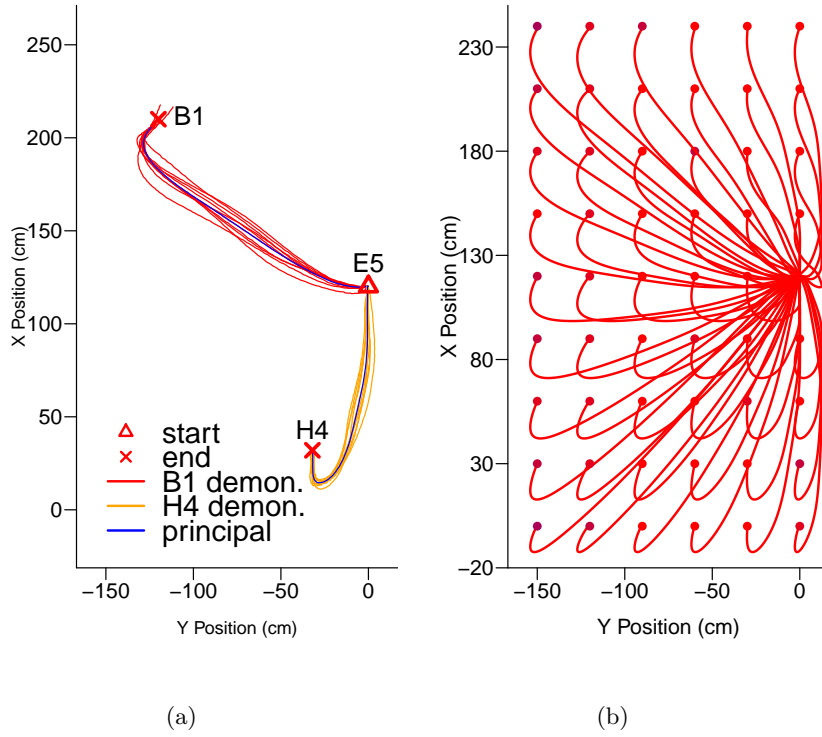 250
200
150
100
50
0
X Position (cm)
B1
E5
H4
start
end
B1 demon.
H4 demon.
principal
−150 −100 −50 0
Y Position (cm)
(a)
230
180
130
80
30
−20
X Position (cm)
−150 −100 −50 0
Y Position (cm)
(b)